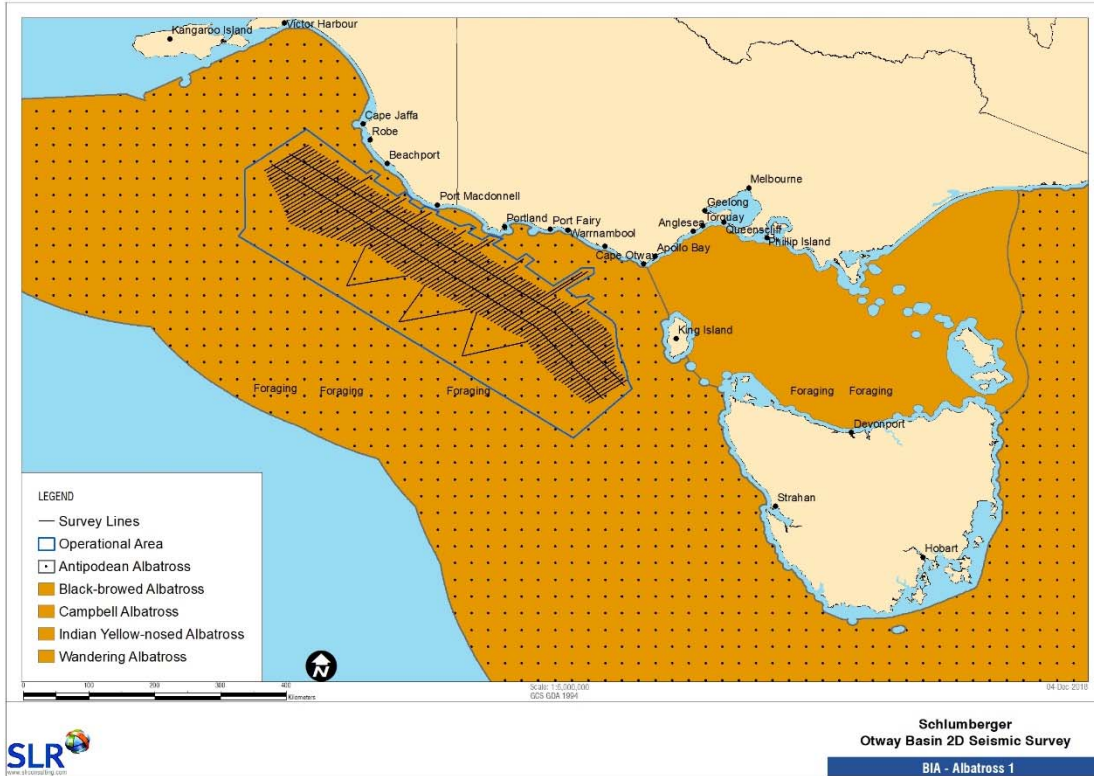 Kangaroo Island
Victor Harbour
Cape Jaffa
Robe
Beachport
Port Macdonnell
Portland
Port Fairy
Warrnambool
Cape Otway
Apollo Bay
Anglesea
Torquay
Geelong
Melbourne
Queenscliff
Phillip Island
King Island
Foraging
Foraging
Foraging
Foraging
Foraging
Devonport
Strahan
Hobart
LEGEND
Survey Lines
Operational Area
Antipodean Albatross
Black-browed Albatross
Campbell Albatross
Indian Yellow-nosed Albatross
Wandering Albatross
N
0 100 200 300 400
Kilometers
Scale: 1:5,000,000
GCS GDA 1994
04-Dec-2018
SLR
www.slrconsulting.com
Schlumberger
Otway Basin 2D Seismic Survey
BIA - Albatross 1